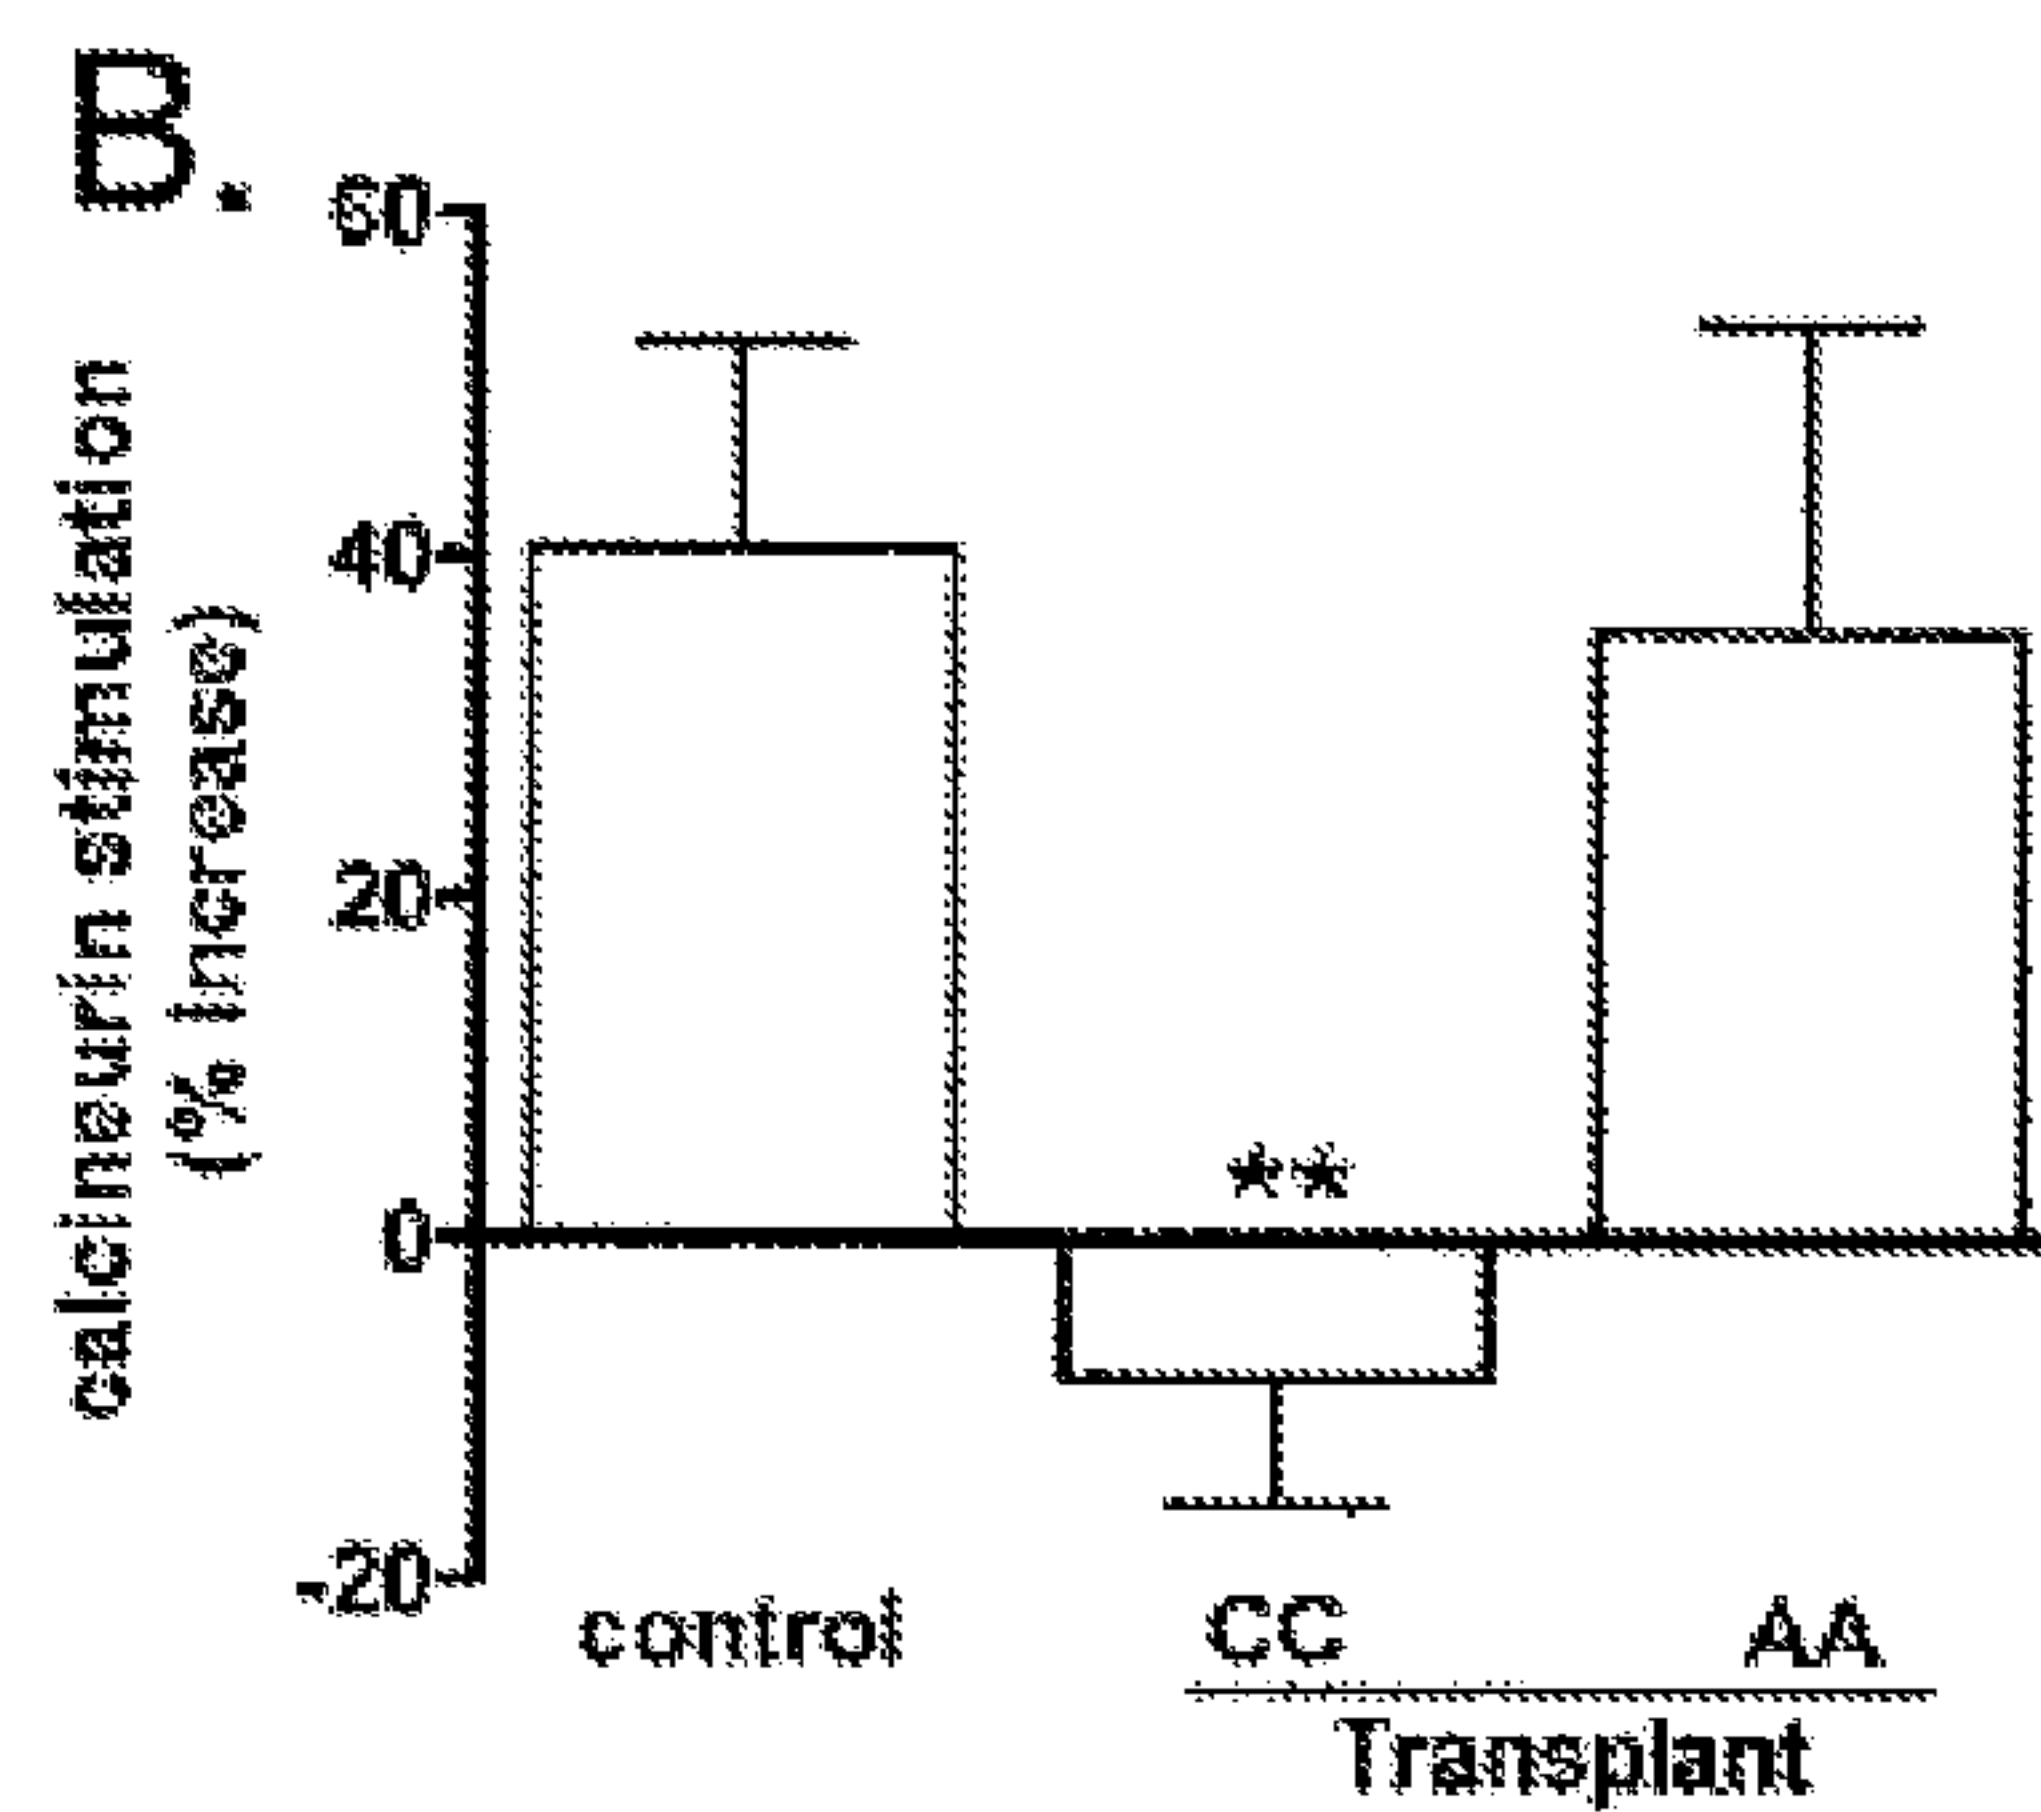 B.
calcineurin stimulation
(% Increase)
60
40
20
0
-20
**
control
CC
AA
Transplant